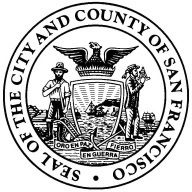 SEAL OF THE CITY AND COUNTY OF SAN FRANCISCO
ORO EN PAZ
FIERRO
EN GUERRA